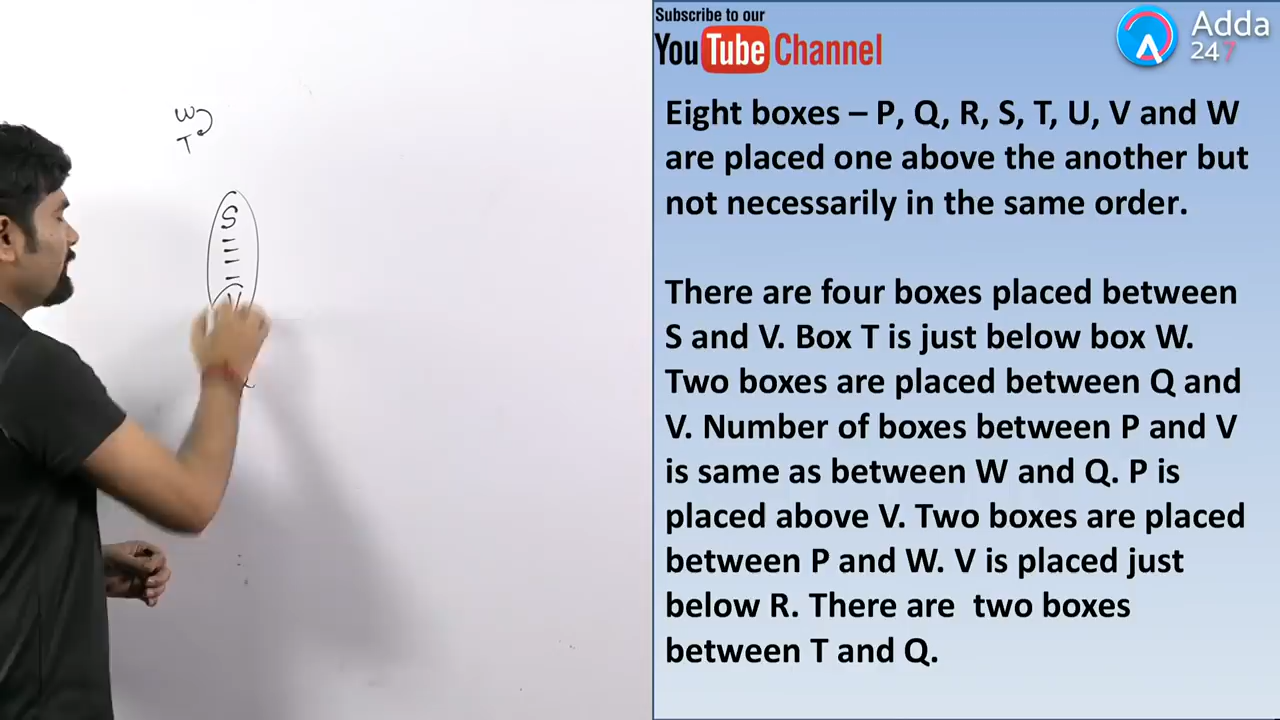 Subscribe to our
YouTube Channel
Adda
247
W
T
S
V
Eight boxes – P, Q, R, S, T, U, V and W
are placed one above the another but
not necessarily in the same order.
There are four boxes placed between
S and V. Box T is just below box W.
Two boxes are placed between Q and
V. Number of boxes between P and V
is same as between W and Q. P is
placed above V. Two boxes are placed
between P and W. V is placed just
below R. There are two boxes
between T and Q.